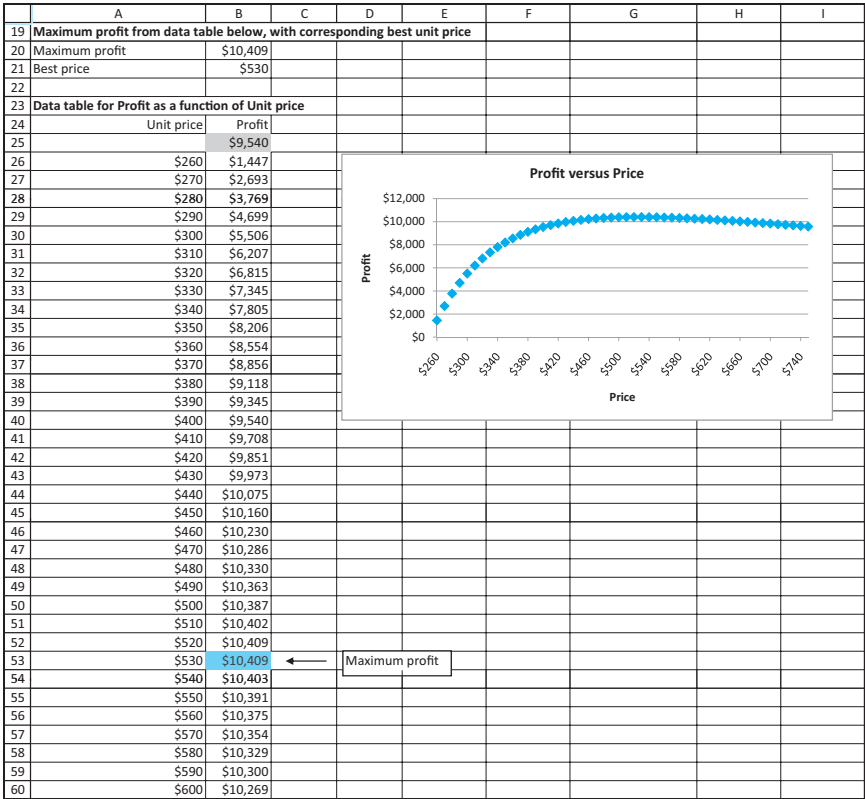 A B C D E F G H I
19 Maximum profit from data table below, with corresponding best unit price
20 Maximum profit $10,409
21 Best price $530
22
23 Data table for Profit as a function of Unit price
24 Unit price Profit
25 $9,540
26 $260 $1,447
27 $270 $2,693
28 $280 $3,769
29 $290 $4,699
30 $300 $5,506
31 $310 $6,207
32 $320 $6,815
33 $330 $7,345
34 $340 $7,805
35 $350 $8,206
36 $360 $8,554
37 $370 $8,856
38 $380 $9,118
39 $390 $9,345
40 $400 $9,540
41 $410 $9,708
42 $420 $9,851
43 $430 $9,973
44 $440 $10,075
45 $450 $10,160
46 $460 $10,230
47 $470 $10,286
48 $480 $10,330
49 $490 $10,363
50 $500 $10,387
51 $510 $10,402
52 $520 $10,409
53 $530 $10,409 Maximum profit
54 $540 $10,403
55 $550 $10,391
56 $560 $10,375
57 $570 $10,354
58 $580 $10,329
59 $590 $10,300
60 $600 $10,269
Profit versus Price
$12,000
$10,000
$8,000
$6,000
$4,000
$2,000
$0
Profit
$260 $300 $340 $380 $420 $460 $500 $540 $580 $620 $660 $700 $740
Price